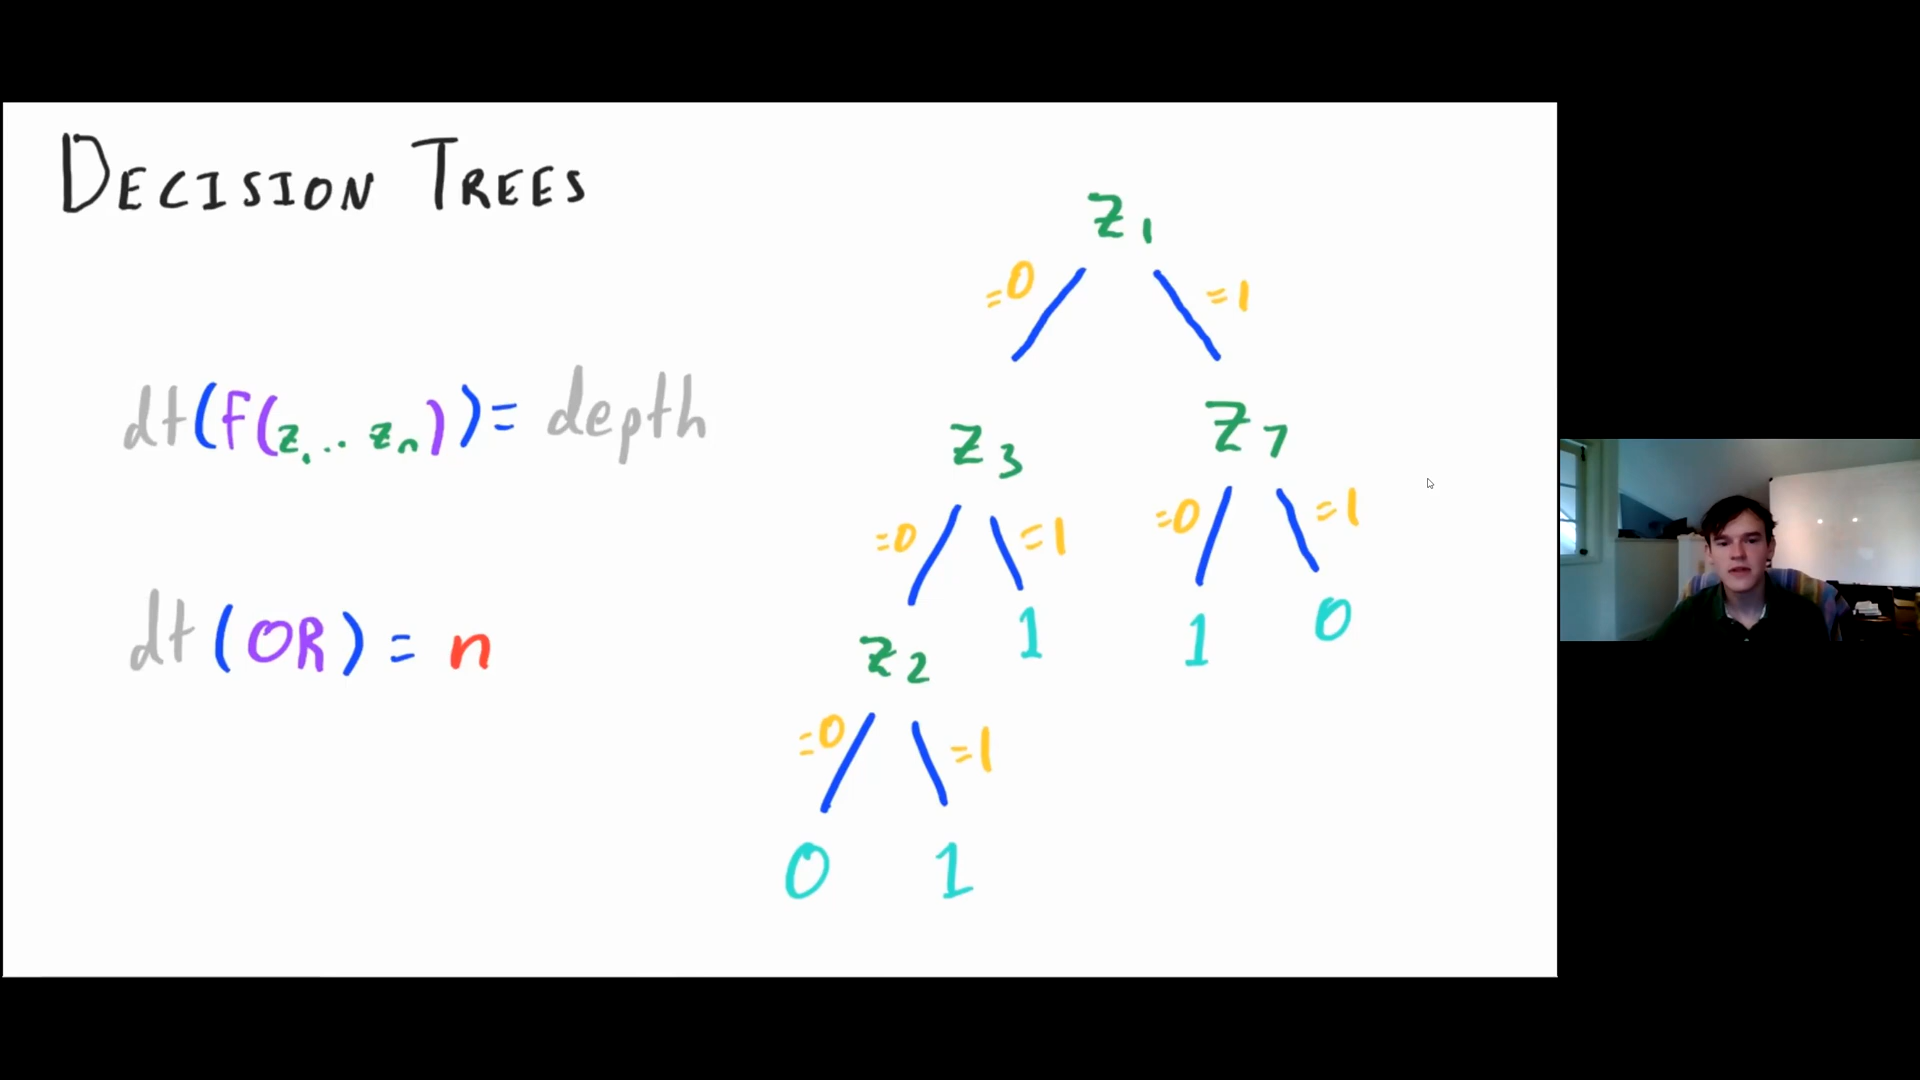 DECISION TREES
z₁
=0 =1
dt(f(z₁..zₙ))= depth
z₃ z₇
=0 =1 =0 =1
dt(OR) = n
z₂ 1 1 0
=0 =1
0 1